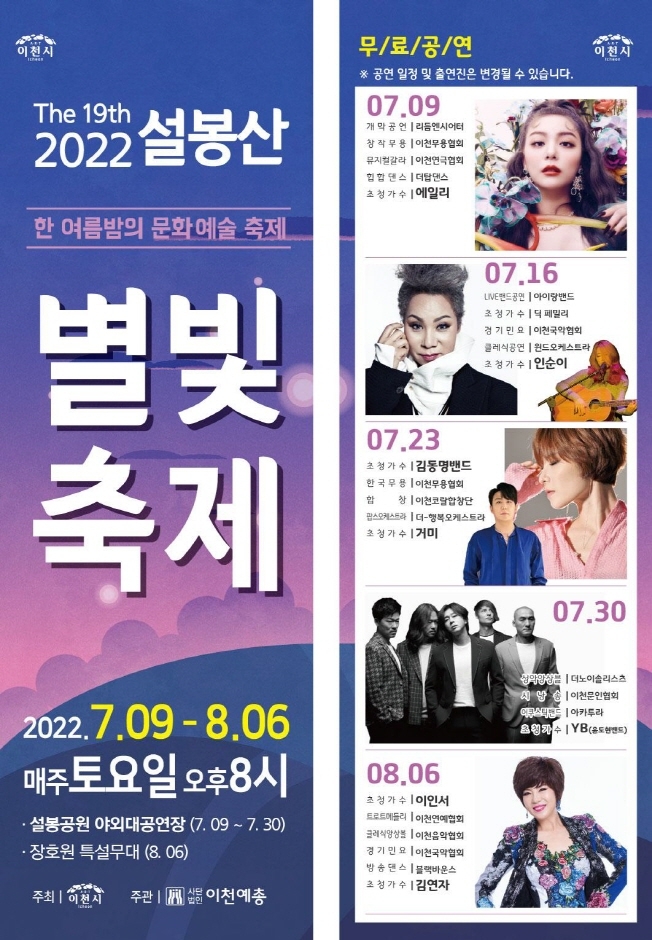 이천시
Icheon
The 19th
2022 설봉산
한 여름밤의 문화예술 축제
별빛
축제
2022. 7.09 - 8.06
매주 토요일 오후 8시
· 설봉공원 야외대공연장 (7. 09 ~ 7. 30)
· 장호원 특설무대 (8. 06)
주최 | 이천시 주관 | 사단법인 이천예총
무/료/공/연
이천시
Icheon
※ 공연 일정 및 출연진은 변경될 수 있습니다.
07.09
개막공연 | 리듬엔시어터
창작무용 | 이천무용협회
뮤지컬갈라 | 이천연극협회
힙합댄스 | 더탑댄스
초청가수 | 에일리
07.16
LIVE밴드공연 | 아이랑밴드
초청가수 | 딕 페밀리
경기민요 | 이천국악협회
클래식공연 | 윈드오케스트라
초청가수 | 인순이
07.23
초청가수 | 김동명밴드
한국무용 | 이천무용협회
합창 | 이천코랄합창단
팝스오케스트라 | 더-행복오케스트라
초청가수 | 거미
07.30
성악앙상블 | 더노이솔리스츠
시낭송 | 이천문인협회
어쿠스틱밴드 | 아카투라
초청가수 | YB(윤도현밴드)
08.06
초청가수 | 이인서
트로트메들리 | 이천연예협회
클래식앙상블 | 이천음악협회
경기민요 | 이천국악협회
방송댄스 | 블랙바운스
초청가수 | 김연자